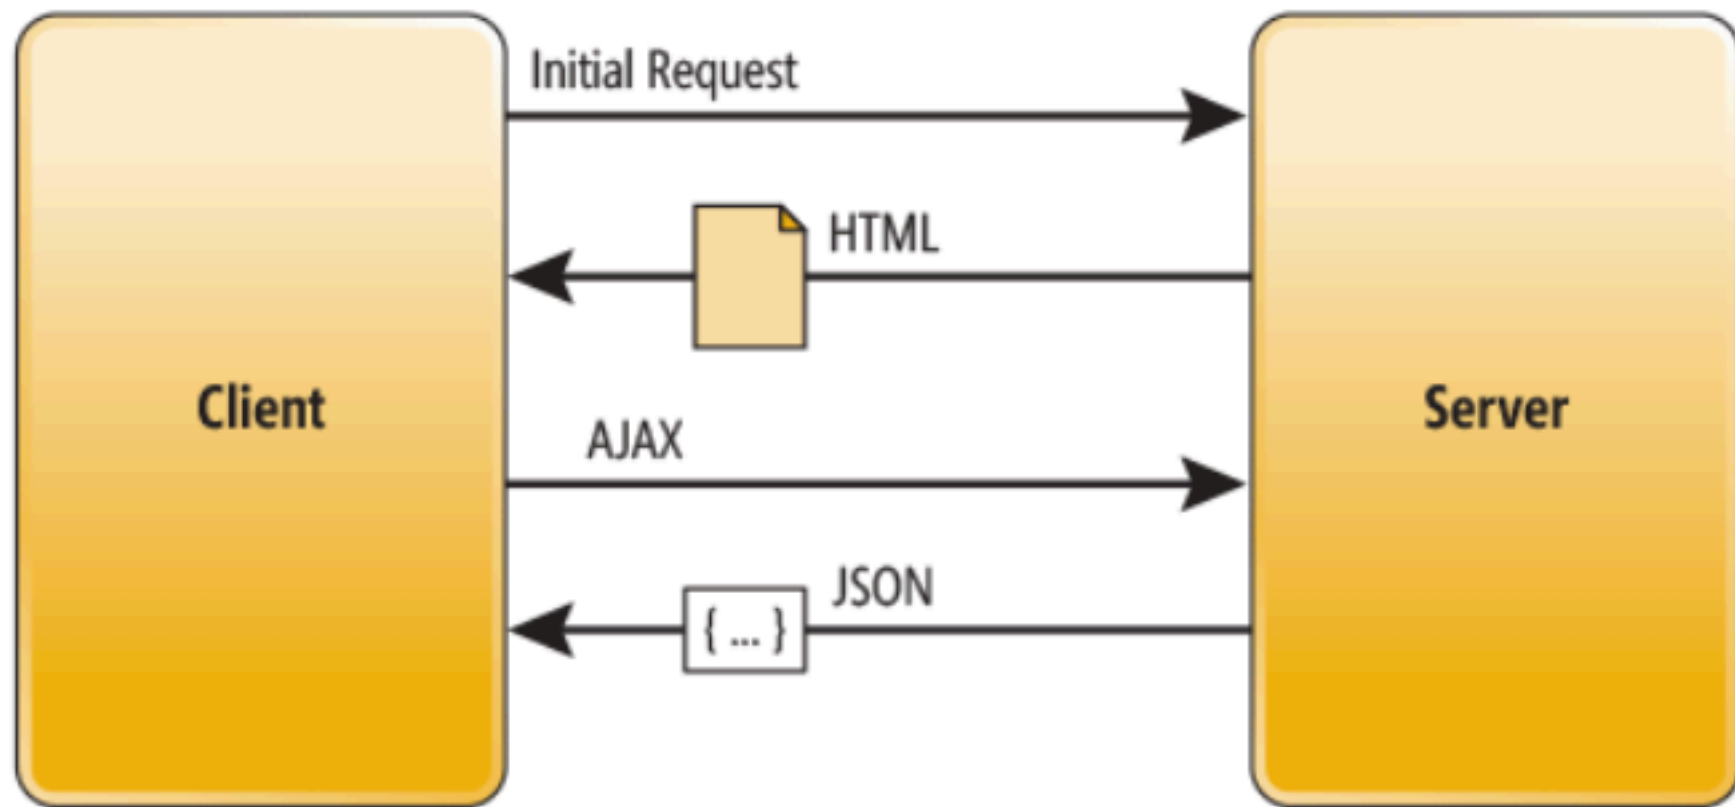 Initial Request
HTML
Client
Server
AJAX
JSON
{ ... }